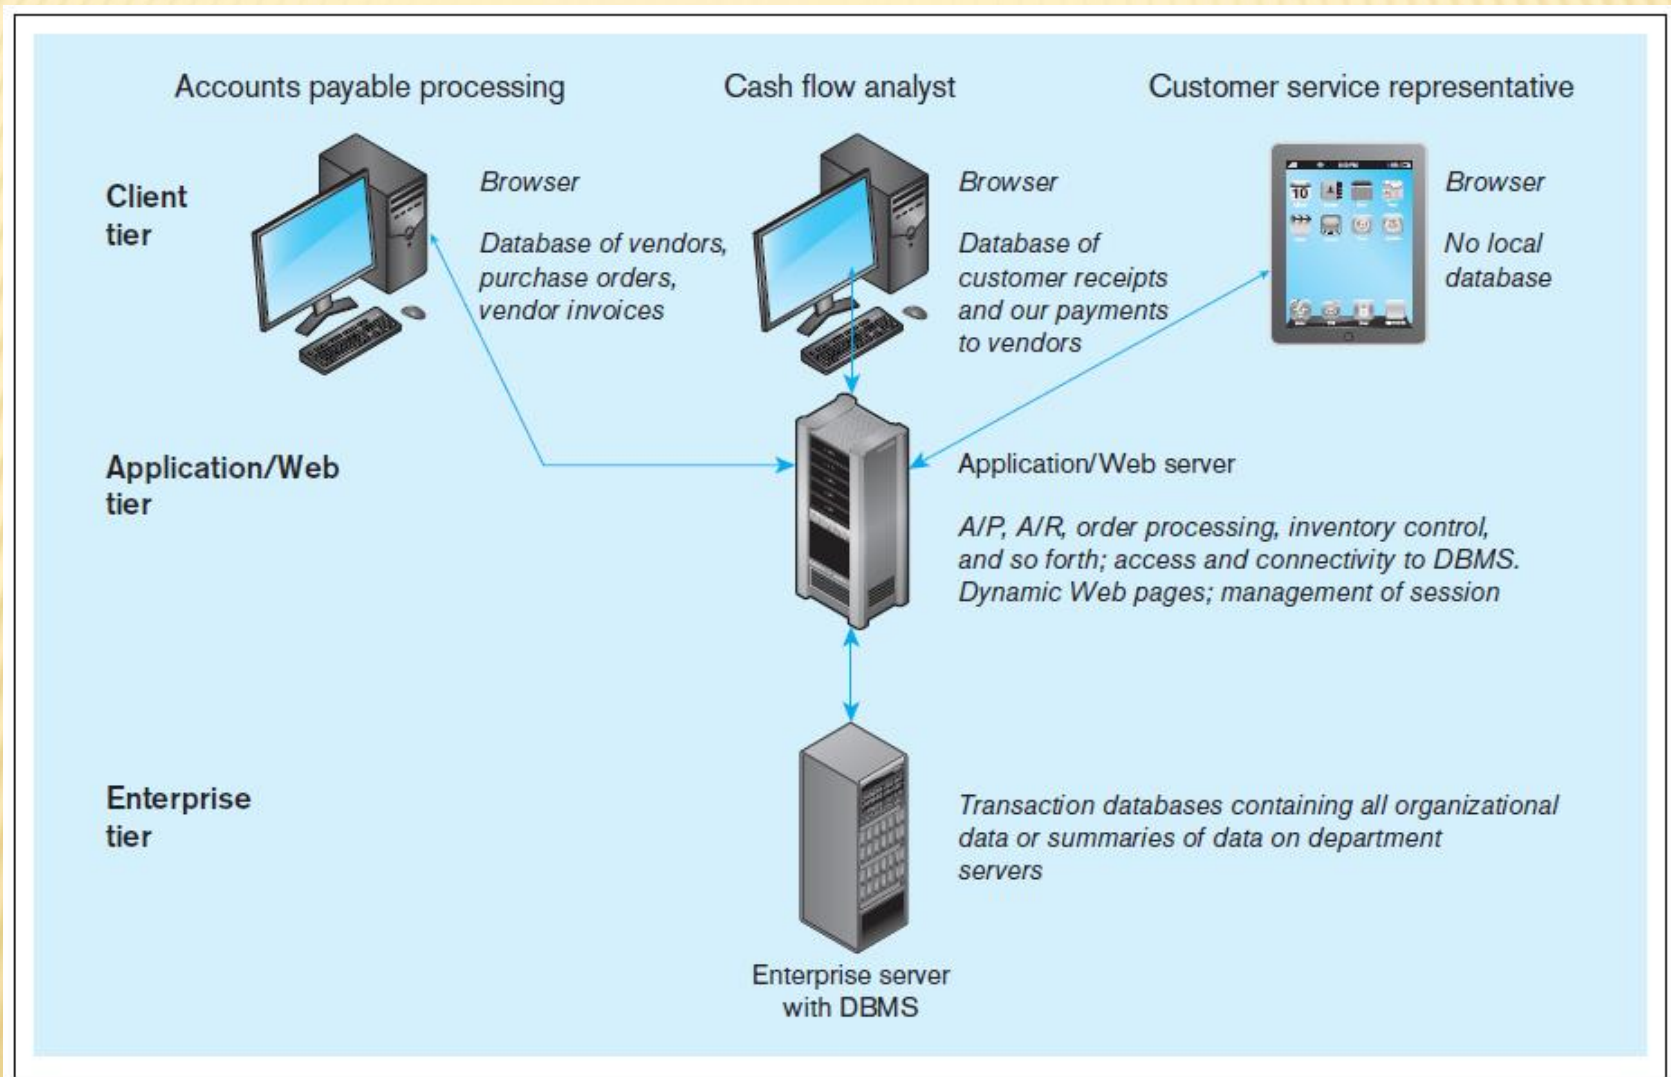 Accounts payable processing
Cash flow analyst
Customer service representative
Client
tier
Browser
Database of vendors,
purchase orders,
vendor invoices
Browser
Database of
customer receipts
and our payments
to vendors
Browser
No local
database
10
Application/Web
tier
Application/Web server
A/P, A/R, order processing, inventory control,
and so forth; access and connectivity to DBMS.
Dynamic Web pages; management of session
Enterprise
tier
Transaction databases containing all organizational
data or summaries of data on department
servers
Enterprise server
with DBMS